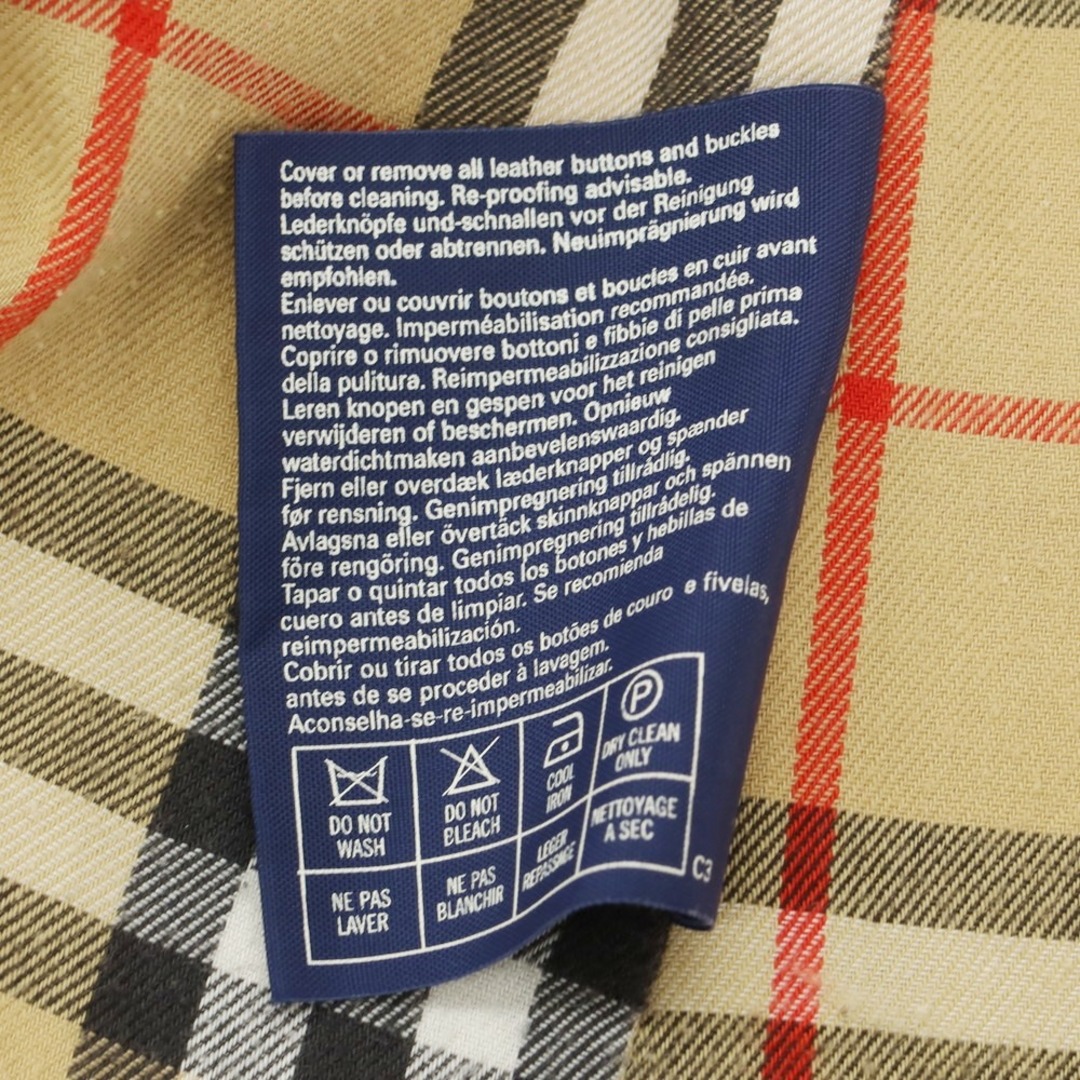 Cover or remove all leather buttons and buckles
before cleaning. Re-proofing advisable.
Lederknöpfe und-schnallen vor der Reinigung
schützen oder abtrennen. Neuimprägnierung wird
empfohlen.
Enlever ou couvrir boutons et boucles en cuir avant
nettoyage. Imperméabilisation recommandée.
Coprire o rimuovere bottoni e fibbie di pelle prima
della pulitura. Reimpermeabilizzazione consigliata.
Leren knopen en gespen voor het reinigen
verwijderen of beschermen. Opnieuw
waterdichtmaken aanbevelenswaardig.
Fjern eller overdæk læderknapper og spænder
før rensning. Genimpregnering tillrådlig.
Avlagsna eller övertäck skinnknappar och spännen
före rengöring. Genimpregnering tillrådelig.
Tapar o quintar todos los botones y hebillas de
cuero antes de limpiar. Se recomienda
reimpermeabilización.
Cobrir ou tirar todos os botões de couro e fivelas,
antes de se proceder à lavagem.
Aconselha-se-re-impermeabilizar.
DO NOT
WASH
DO NOT
BLEACH
COOL
IRON
P
DRY CLEAN
ONLY
NE PAS
LAVER
NE PAS
BLANCHIR
LEGER
REPASSAGE
NETTOYAGE
A SEC
C3